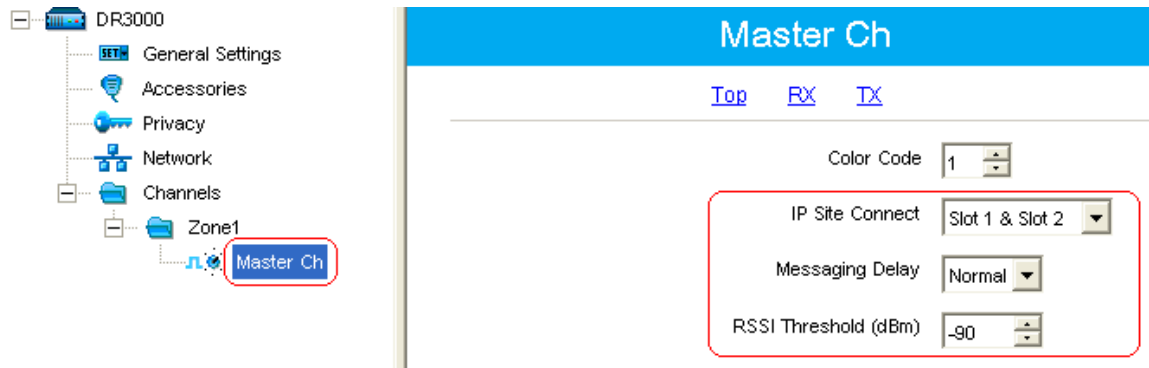 DR3000
SET
General Settings
Accessories
Privacy
Network
Channels
Zone1
Master Ch
Master Ch
Top RX TX
Color Code 1
IP Site Connect Slot 1 & Slot 2
Messaging Delay Normal
RSSI Threshold (dBm) -90